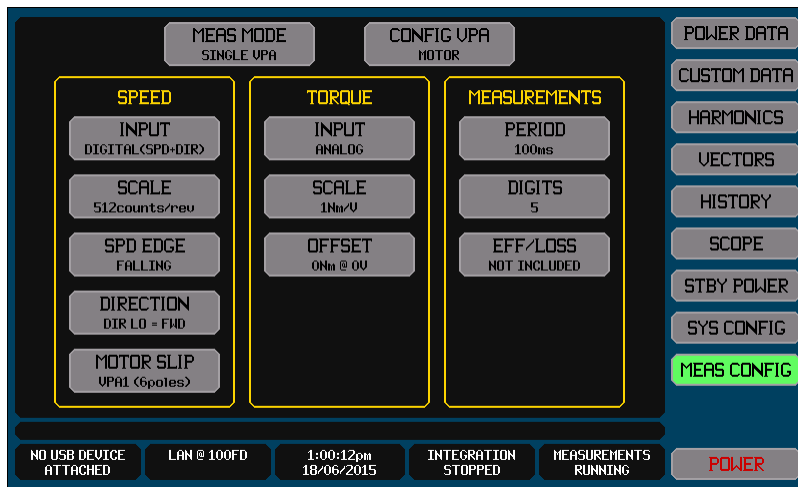 MEAS MODE
SINGLE VPA
CONFIG VPA
MOTOR
SPEED
INPUT
DIGITAL(SPD+DIR)
SCALE
512counts/rev
SPD EDGE
FALLING
DIRECTION
DIR LO = FWD
MOTOR SLIP
VPA1 (6poles)
TORQUE
INPUT
ANALOG
SCALE
1Nm/V
OFFSET
0Nm @ 0V
MEASUREMENTS
PERIOD
100ms
DIGITS
5
EFF/LOSS
NOT INCLUDED
POWER DATA
CUSTOM DATA
HARMONICS
VECTORS
HISTORY
SCOPE
STBY POWER
SYS CONFIG
MEAS CONFIG
POWER
NO USB DEVICE
ATTACHED
LAN @ 100FD
1:00:12pm
18/06/2015
INTEGRATION
STOPPED
MEASUREMENTS
RUNNING